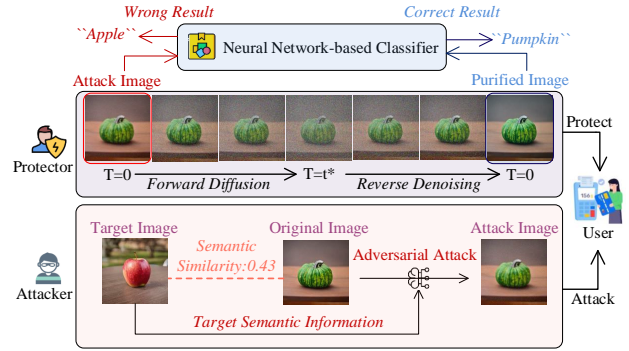 Wrong Result
Correct Result
``Apple``
Neural Network-based Classifier
``Pumpkin``
Attack Image
Purified Image
Protector
T=0
Forward Diffusion
T=t*
Reverse Denoising
T=0
Protect
User
Attack
Target Image
Original Image
Attack Image
Semantic
Similarity:0.43
Adversarial Attack
Attacker
Target Semantic Information